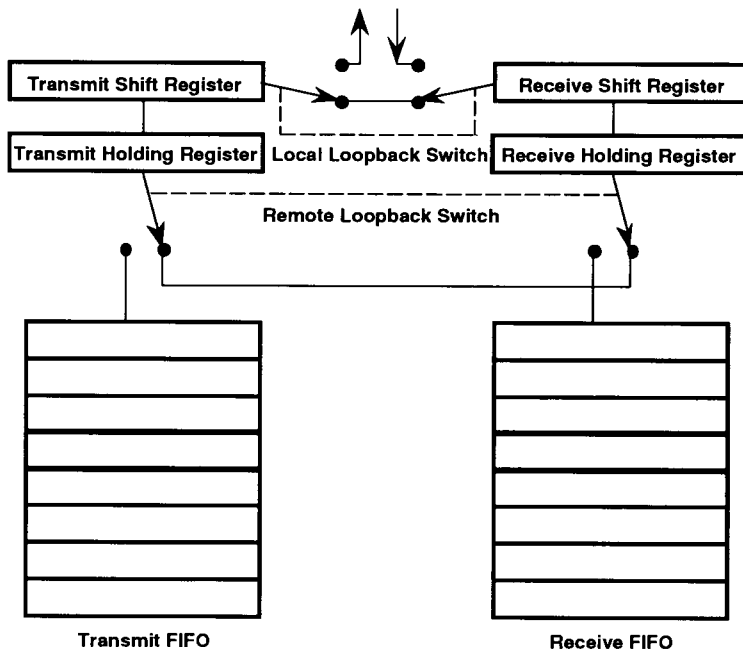 Transmit Shift Register
Receive Shift Register
Transmit Holding Register
Local Loopback Switch
Receive Holding Register
Remote Loopback Switch
Transmit FIFO
Receive FIFO